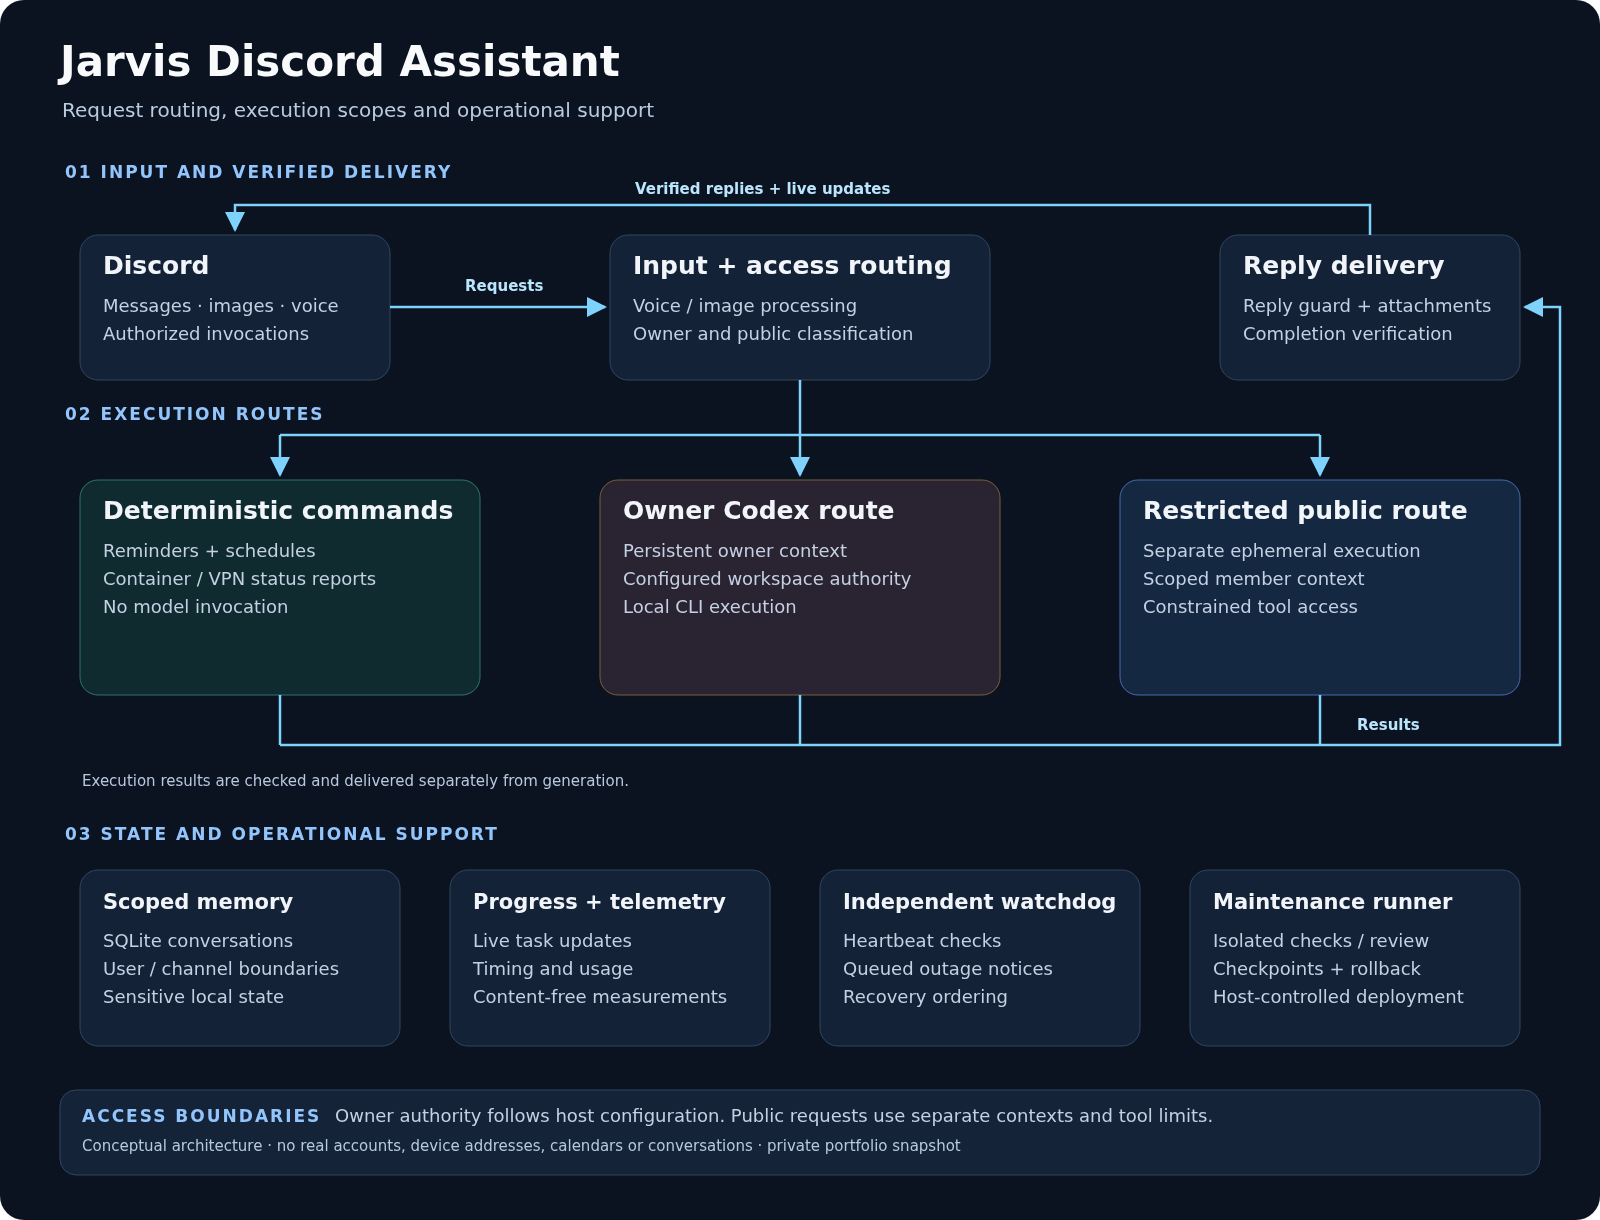 Jarvis Discord Assistant
Request routing, execution scopes and operational support
01 INPUT AND VERIFIED DELIVERY
Verified replies + live updates
Discord
Messages · images · voice
Authorized invocations
Requests
Input + access routing
Voice / image processing
Owner and public classification
Reply delivery
Reply guard + attachments
Completion verification
02 EXECUTION ROUTES
Deterministic commands
Reminders + schedules
Container / VPN status reports
No model invocation
Owner Codex route
Persistent owner context
Configured workspace authority
Local CLI execution
Restricted public route
Separate ephemeral execution
Scoped member context
Constrained tool access
Results
Execution results are checked and delivered separately from generation.
03 STATE AND OPERATIONAL SUPPORT
Scoped memory
SQLite conversations
User / channel boundaries
Sensitive local state
Progress + telemetry
Live task updates
Timing and usage
Content-free measurements
Independent watchdog
Heartbeat checks
Queued outage notices
Recovery ordering
Maintenance runner
Isolated checks / review
Checkpoints + rollback
Host-controlled deployment
ACCESS BOUNDARIES Owner authority follows host configuration. Public requests use separate contexts and tool limits.
Conceptual architecture · no real accounts, device addresses, calendars or conversations · private portfolio snapshot